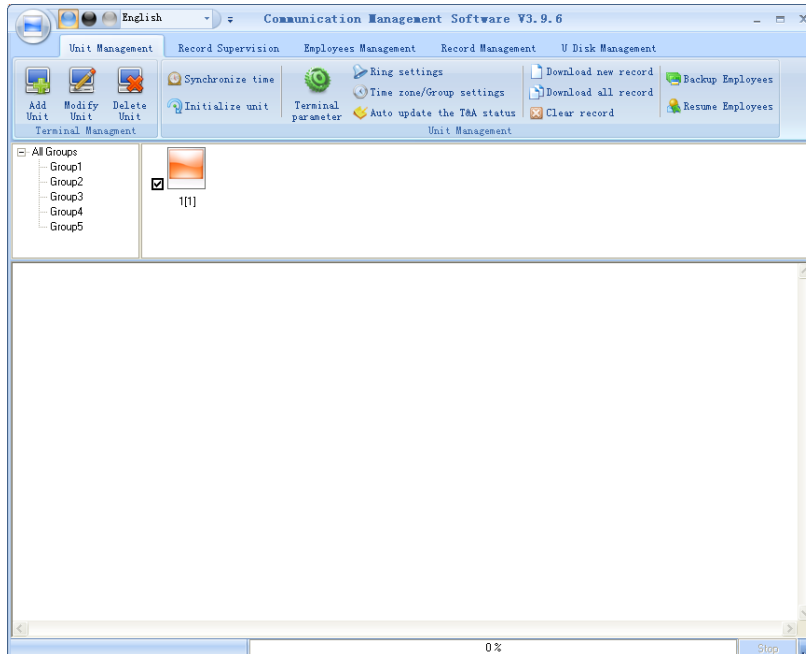 English
Communication Management Software V3.9.6
Unit Management Record Supervision Employees Management Record Management U Disk Management
Add Unit
Modify Unit
Delete Unit
Terminal Managment
Synchronize time
Initialize unit
Terminal parameter
Ring settings
Time zone/Group settings
Auto update the T&A status
Download new record
Download all record
Clear record
Backup Employees
Resume Employees
Unit Management
All Groups
Group1
Group2
Group3
Group4
Group5
1[1]
0 %
Stop